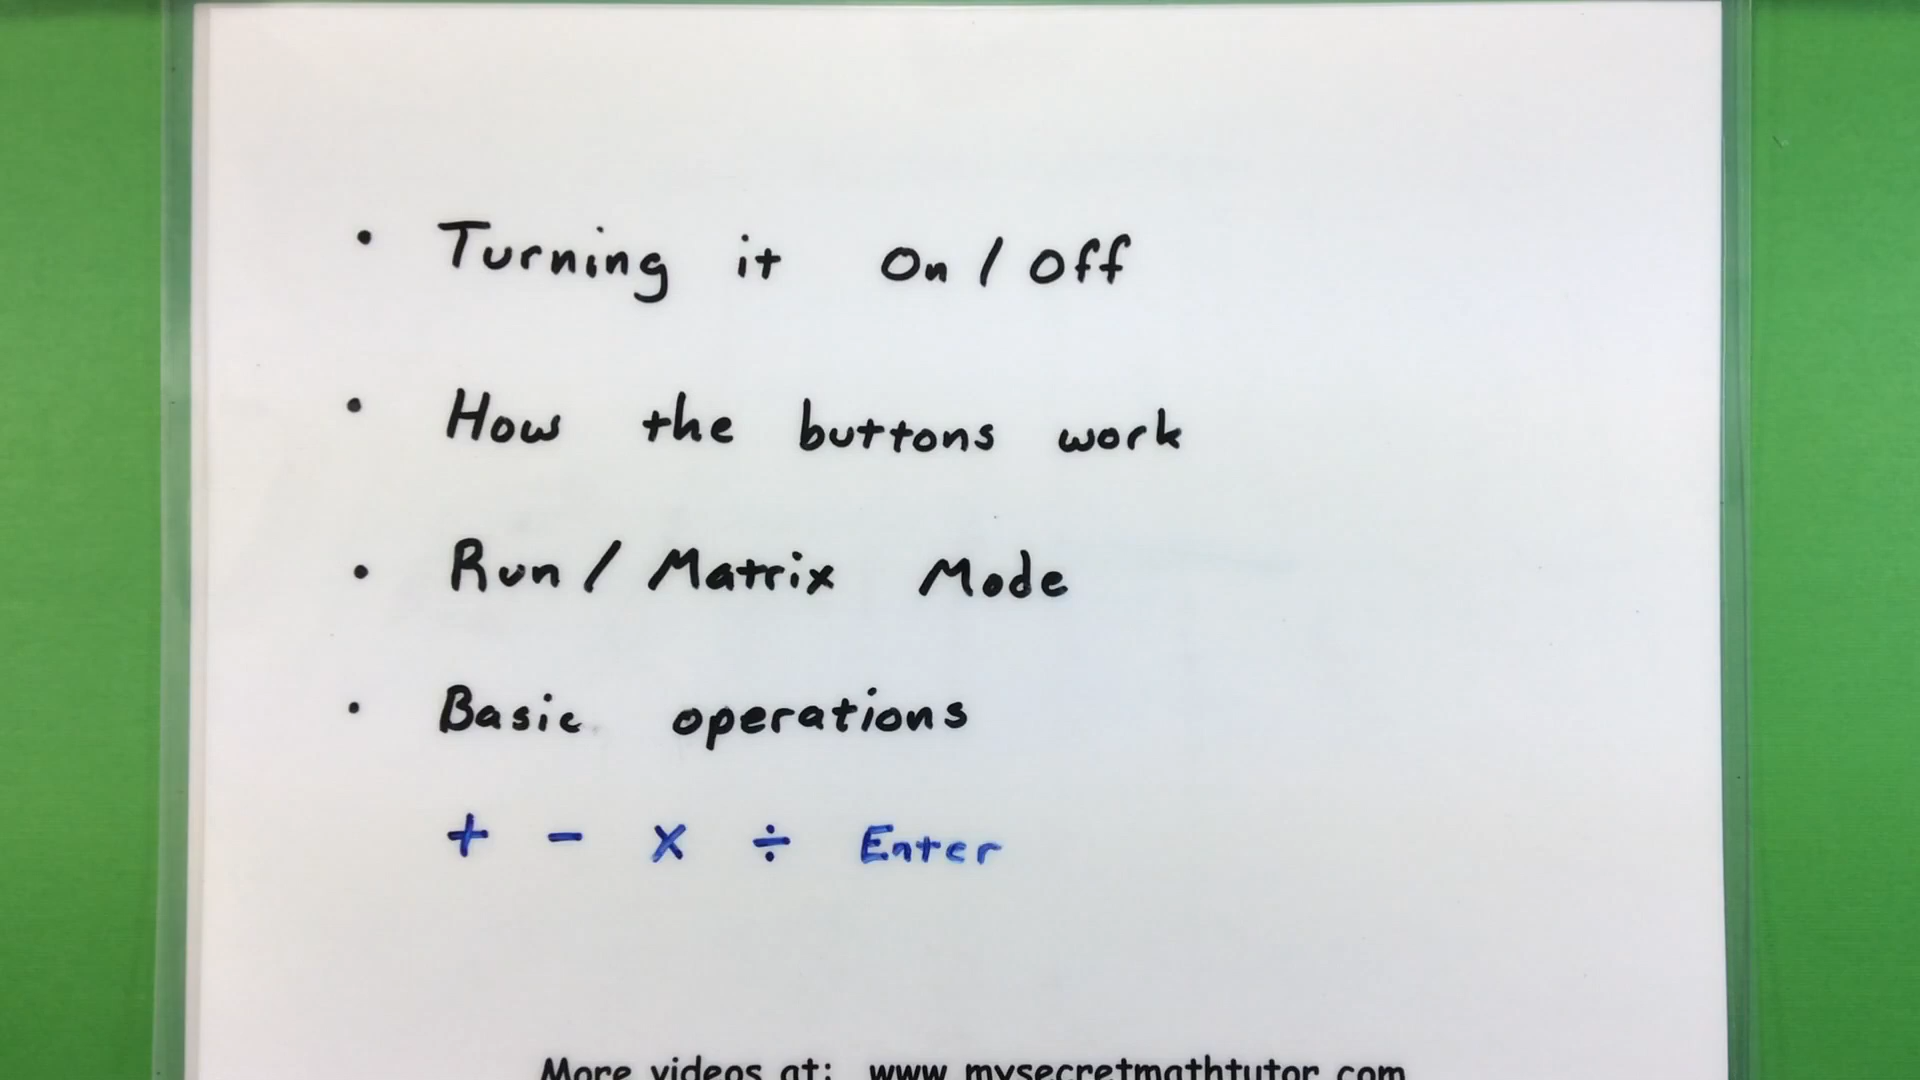 • Turning it On / Off
• How the buttons work
• Run / Matrix Mode
• Basic operations
+ - x ÷ Enter
More videos at: www.mysecretmathtutor.com